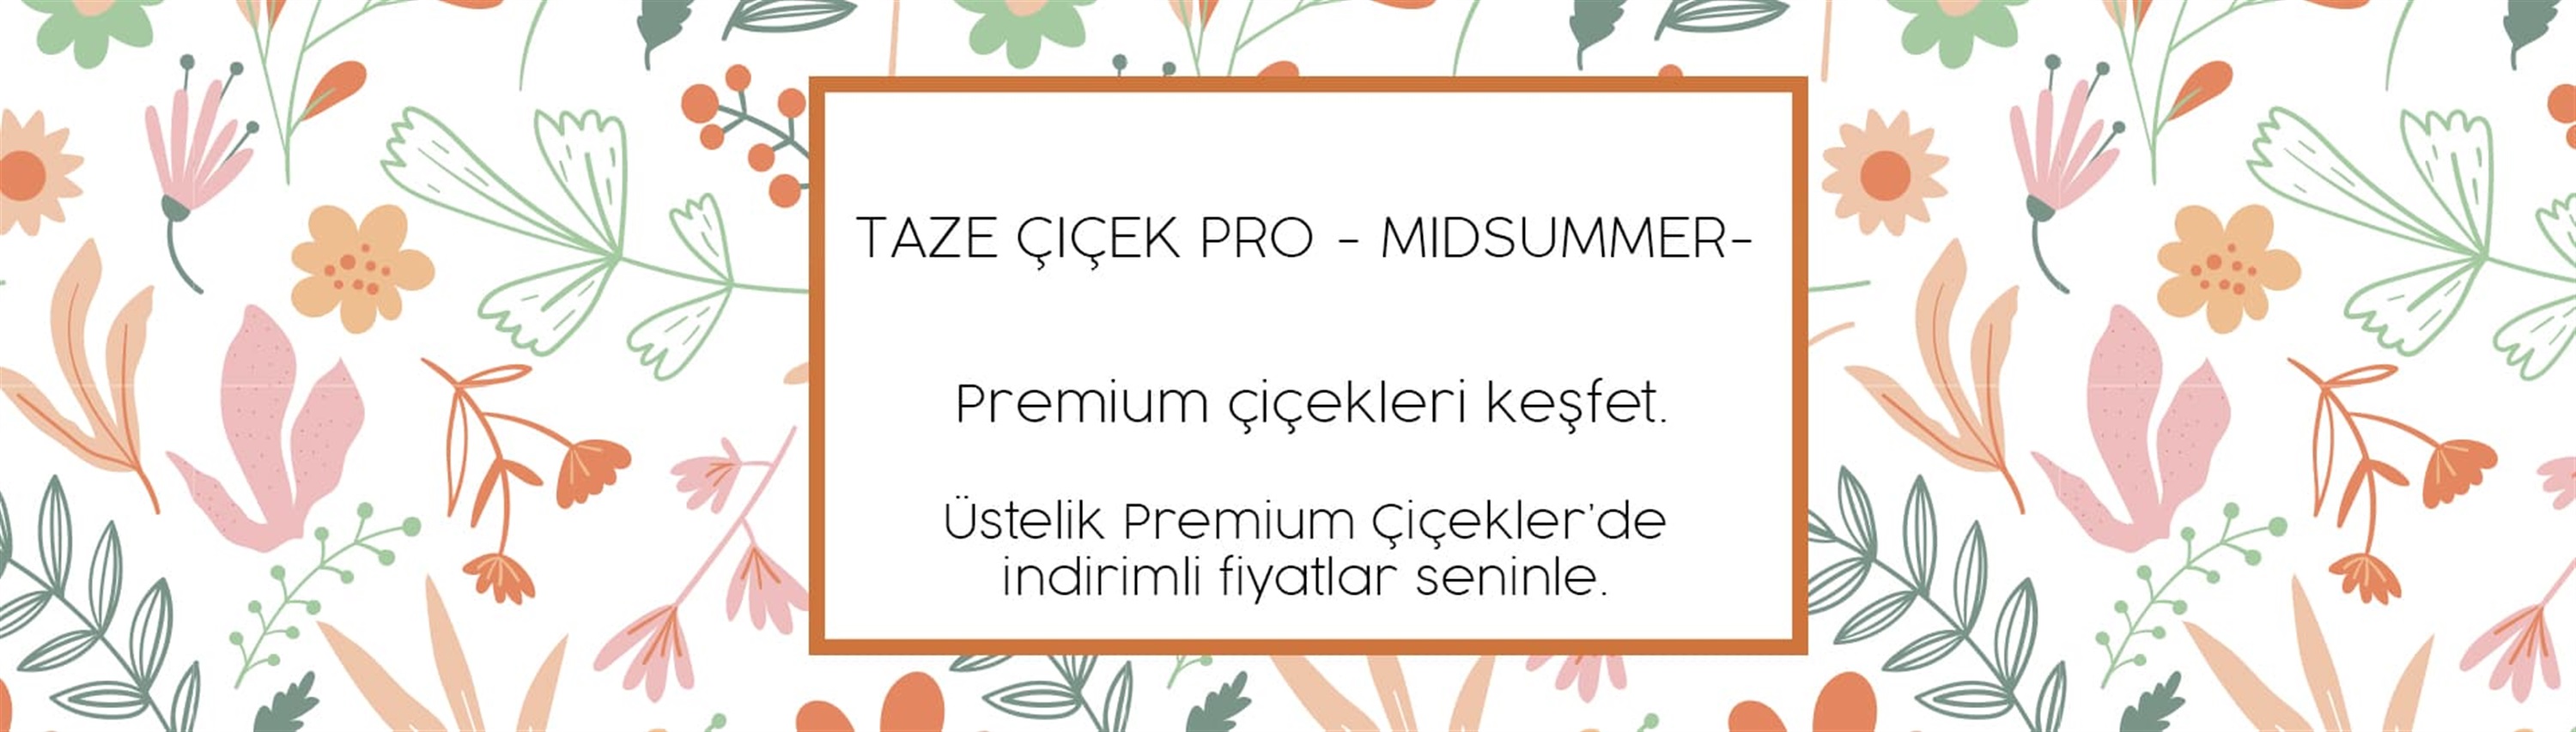 TAZE ÇIÇEK PRO - MIDSUMMER-
Premium çiçekleri keşfet.
Üstelik Premium Çiçekler'de
indirimli fiyatlar seninle.